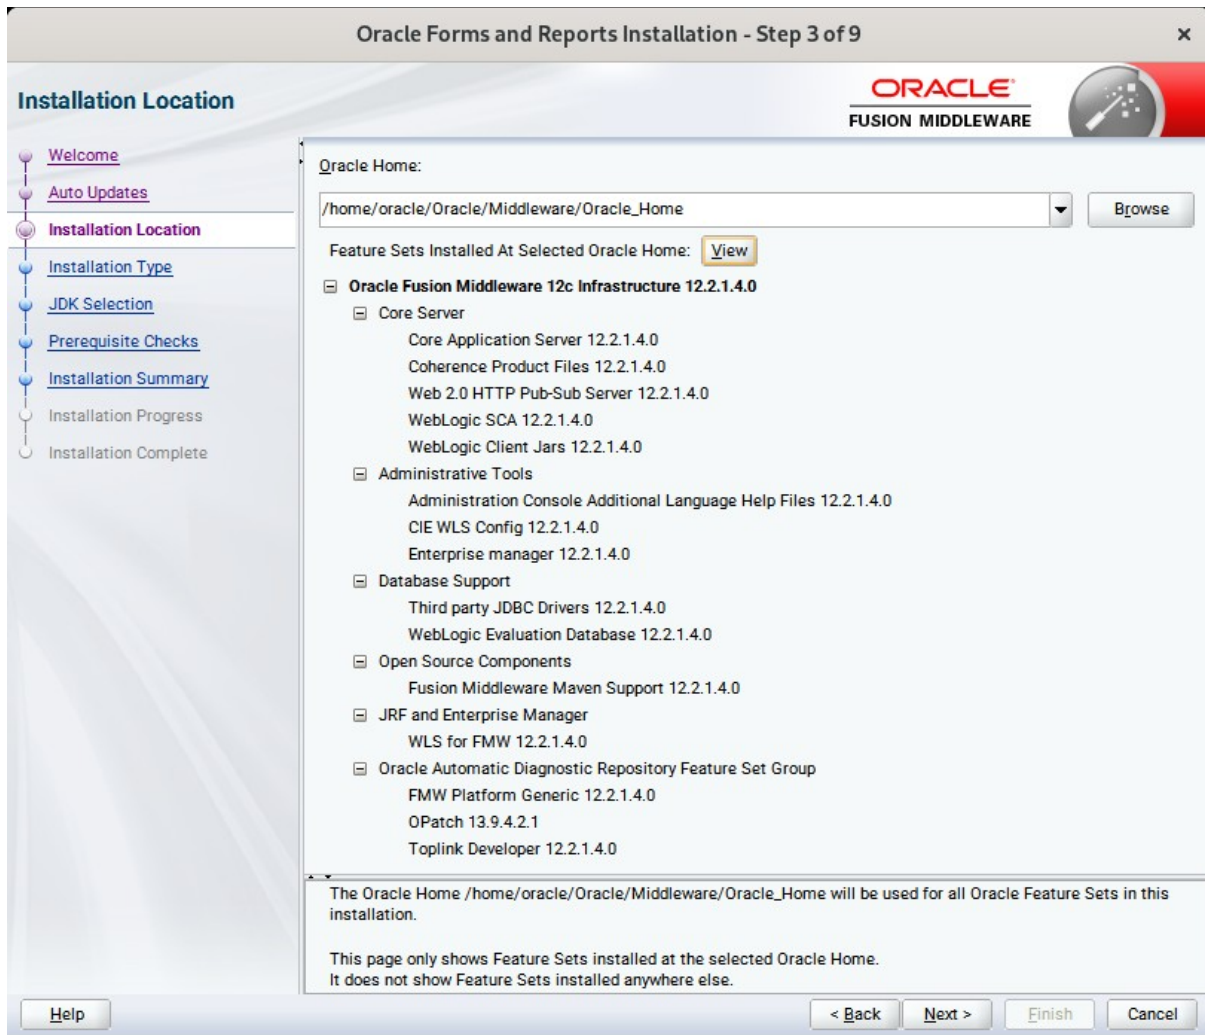 Oracle Forms and Reports Installation - Step 3 of 9
×
Installation Location
ORACLE
FUSION MIDDLEWARE
Welcome
Auto Updates
Installation Location
Installation Type
JDK Selection
Prerequisite Checks
Installation Summary
Installation Progress
Installation Complete
Oracle Home:
/home/oracle/Oracle/Middleware/Oracle_Home
Browse
Feature Sets Installed At Selected Oracle Home: View
Oracle Fusion Middleware 12c Infrastructure 12.2.1.4.0
Core Server
Core Application Server 12.2.1.4.0
Coherence Product Files 12.2.1.4.0
Web 2.0 HTTP Pub-Sub Server 12.2.1.4.0
WebLogic SCA 12.2.1.4.0
WebLogic Client Jars 12.2.1.4.0
Administrative Tools
Administration Console Additional Language Help Files 12.2.1.4.0
CIE WLS Config 12.2.1.4.0
Enterprise manager 12.2.1.4.0
Database Support
Third party JDBC Drivers 12.2.1.4.0
WebLogic Evaluation Database 12.2.1.4.0
Open Source Components
Fusion Middleware Maven Support 12.2.1.4.0
JRF and Enterprise Manager
WLS for FMW 12.2.1.4.0
Oracle Automatic Diagnostic Repository Feature Set Group
FMW Platform Generic 12.2.1.4.0
OPatch 13.9.4.2.1
Toplink Developer 12.2.1.4.0
The Oracle Home /home/oracle/Oracle/Middleware/Oracle_Home will be used for all Oracle Feature Sets in this
installation.
This page only shows Feature Sets installed at the selected Oracle Home.
It does not show Feature Sets installed anywhere else.
Help
< Back
Next >
Finish
Cancel